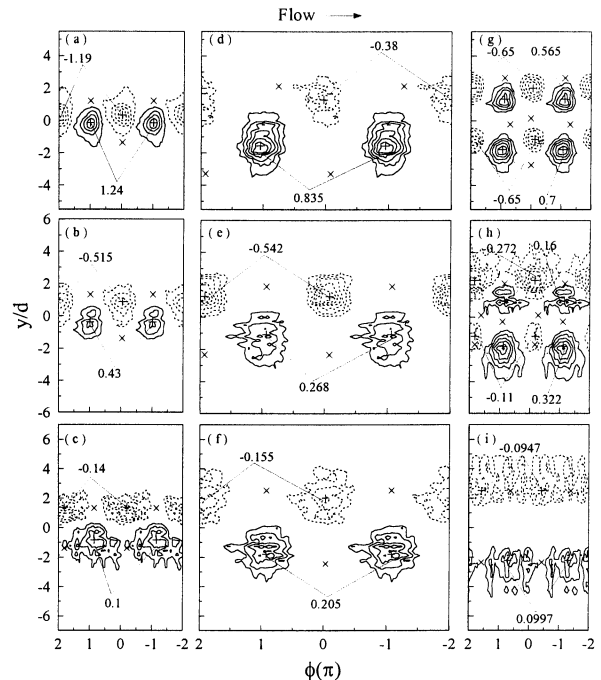 Flow
(a)
(d)
(g)
-1.19
1.24
-0.38
0.835
-0.65 0.565
-0.65 0.7
4
2
0
-2
-4
(b)
(e)
(h)
-0.515
0.43
-0.542
0.268
-0.272 0.16
-0.11 0.322
y/d
4
2
0
-2
-4
-6
(c)
(f)
(i)
-0.14
0.1
-0.155
0.205
-0.0947
0.0997
6
4
2
0
-2
-4
-6
2 1 0 -1 -2
2 1 0 -1 -2
2 1 0 -1 -2
ϕ(π)